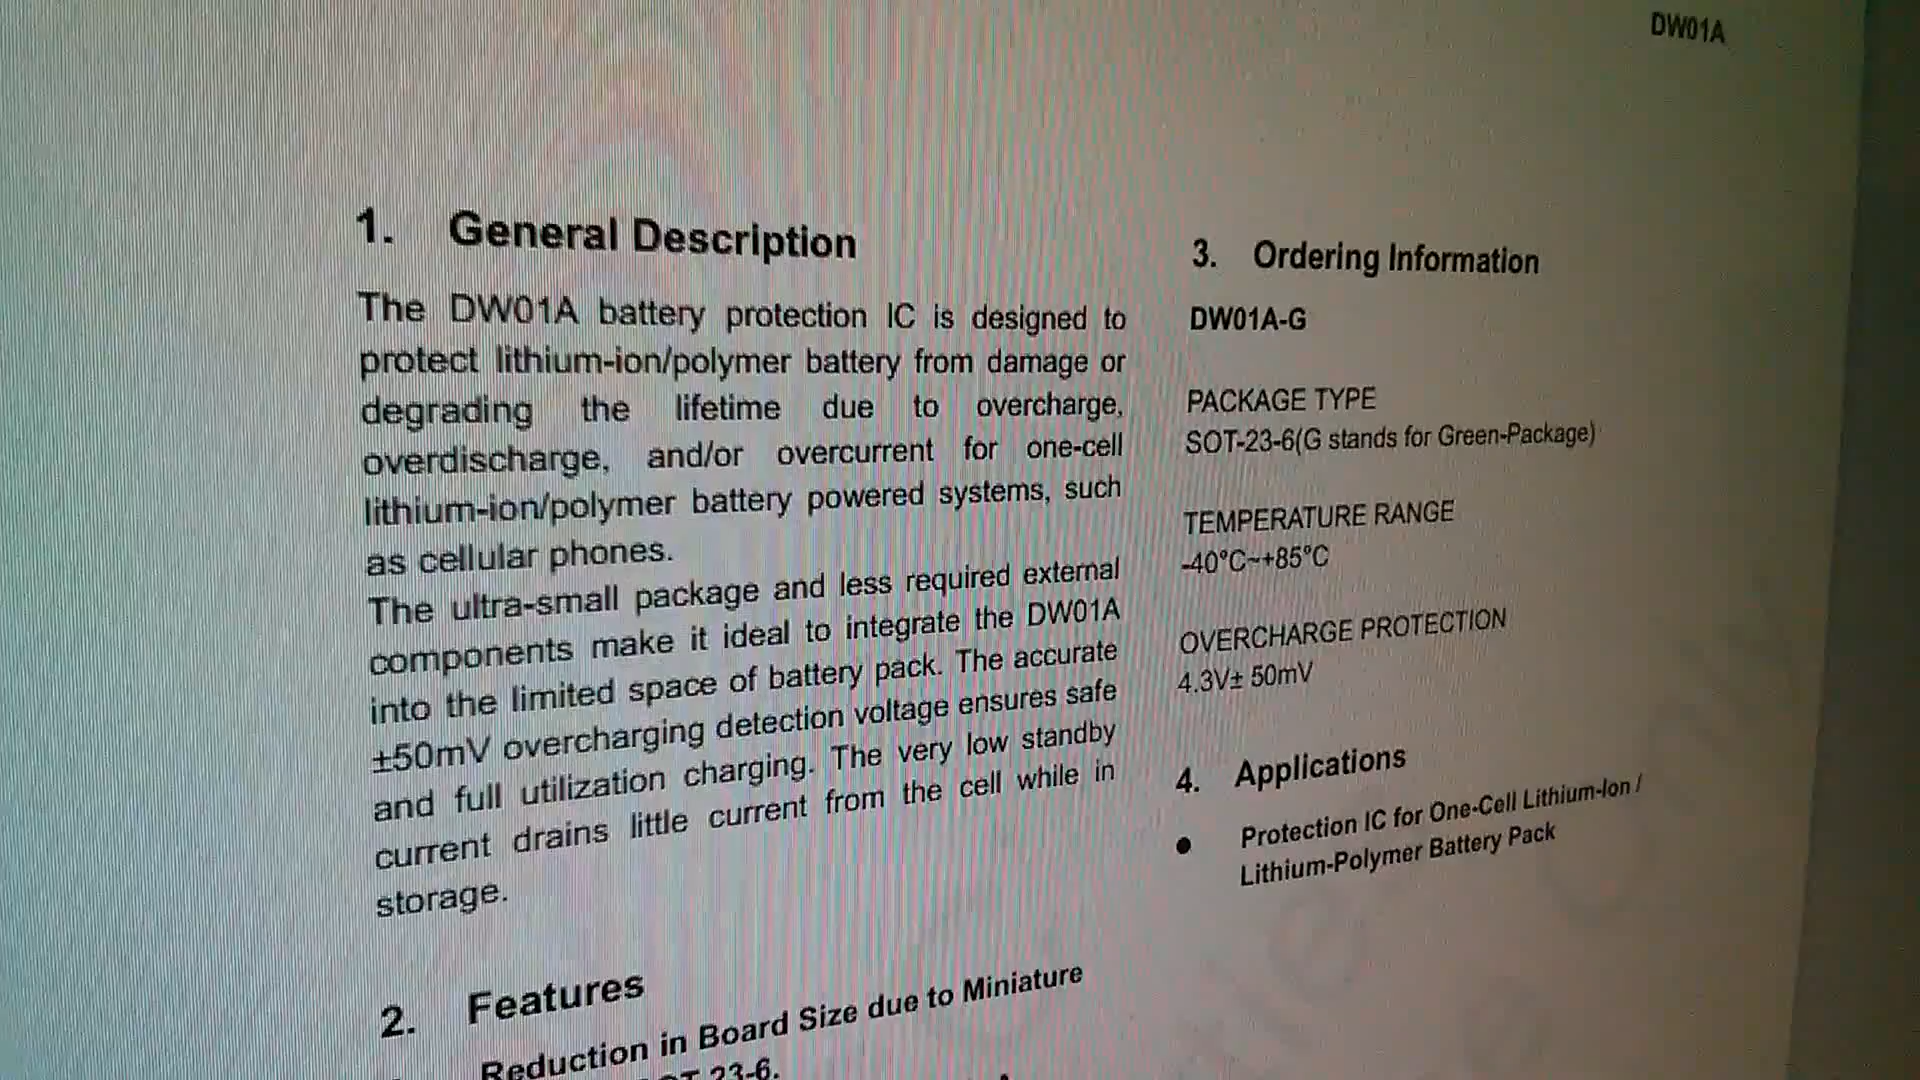 DW01A
1. General Description
The DW01A battery protection IC is designed to
protect lithium-ion/polymer battery from damage or
degrading the lifetime due to overcharge,
overdischarge, and/or overcurrent for one-cell
lithium-ion/polymer battery powered systems, such
as cellular phones.
The ultra-small package and less required external
components make it ideal to integrate the DW01A
into the limited space of battery pack. The accurate
±50mV overcharging detection voltage ensures safe
and full utilization charging. The very low standby
current drains little current from the cell while in
storage.
2. Features
Reduction in Board Size due to Miniature
23-6.
3. Ordering Information
DW01A-G
PACKAGE TYPE
SOT-23-6(G stands for Green-Package)
TEMPERATURE RANGE
-40°C~+85°C
OVERCHARGE PROTECTION
4.3V± 50mV
4. Applications
● Protection IC for One-Cell Lithium-Ion /
Lithium-Polymer Battery Pack